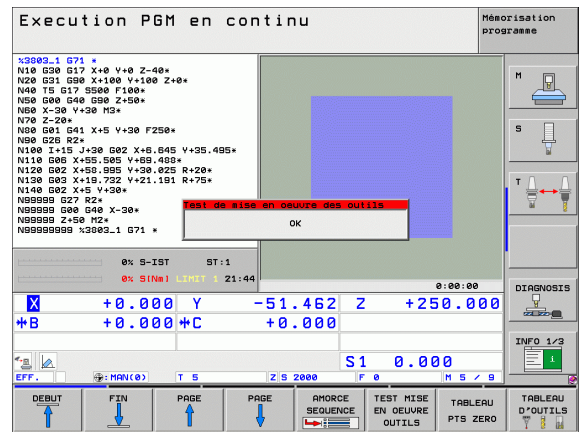 Execution PGM en continu
Mémorisation
programme
%3803_1 G71 *
N10 G30 G17 X+0 Y+0 Z-40*
N20 G31 G90 X+100 Y+100 Z+0*
N40 T5 G17 S500 F100*
N50 G00 G40 G90 Z+50*
N60 X-30 Y+30 M3*
N70 Z-20*
N80 G01 G41 X+5 Y+30 F250*
N90 G26 R2*
N100 I+15 J+30 G02 X+6.645 Y+35.495*
N110 G06 X+55.505 Y+69.488*
N120 G02 X+58.995 Y+30.025 R+20*
N130 G03 X+19.732 Y+21.191 R+75*
N140 G02 X+5 Y+30*
N99999 G27 R2*
N99999 G00 G40 X-30*
N99999 Z+50 M2*
N99999999 %3803_1 G71 *
Test de mise en oeuvre des outils
OK
0% S-IST ST:1
0% S[Nm] LIMIT 1 21:44
0:00:00
X +0.000 Y -51.462 Z +250.000
B +0.000 C +0.000
S1 0.000
EFF. MAN(0) T 5 Z S 2000 F 0 M 5 / 9
M
S
T
DIAGNOSIS
INFO 1/3
DEBUT
FIN
PAGE
PAGE
AMORCE
SEQUENCE
TEST MISE
EN OEUVRE
OUTILS
TABLEAU
PTS ZERO
TABLEAU
D'OUTILS